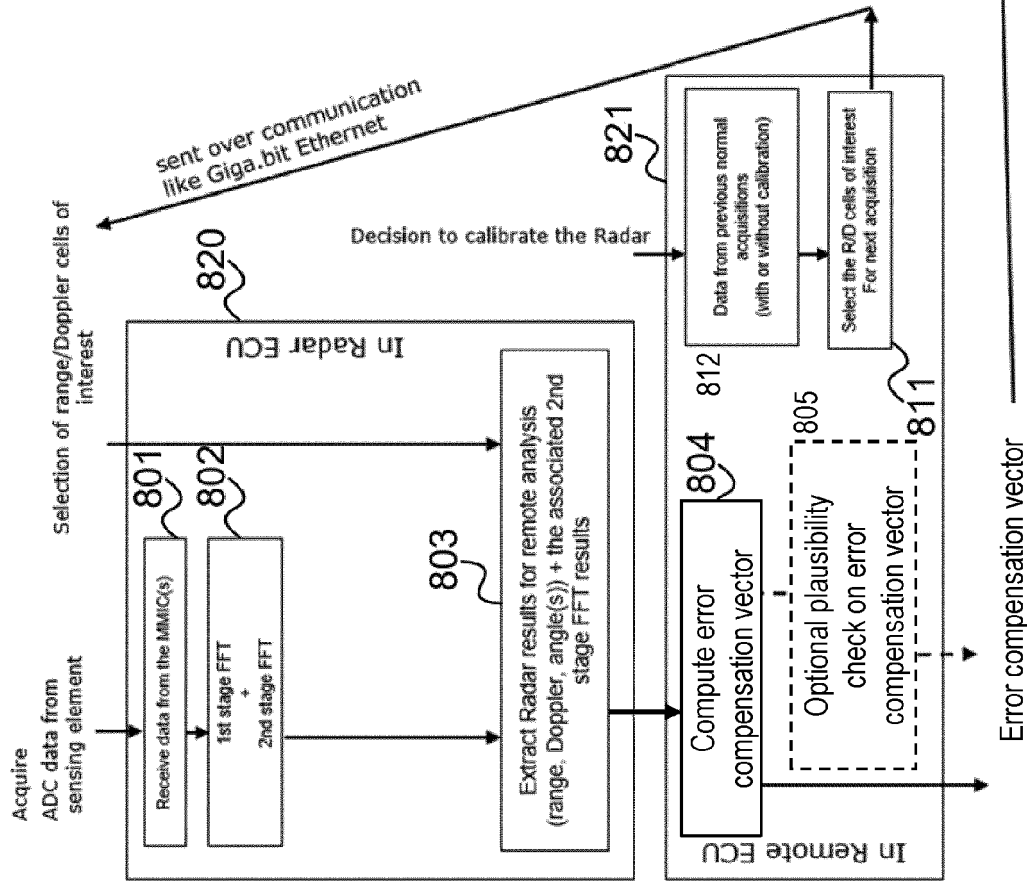 Acquire
ADC data from
sensing element
Selection of range/Doppler cells of
interest
sent over communication
like Giga.bit Ethernet
801
Receive data from the MMIC(s)
802
1st stage FFT
+
2nd stage FFT
In Radar ECU
820
803
Extract Radar results for remote analysis
(range, Doppler, angle(s)) + the associated 2nd
stage FFT results
Decision to calibrate the Radar
821
804
Compute error
compensation vector
805
Optional plausibility
check on error
compensation vector
812
Data from previous normal
acquisitions
(with or without calibration)
811
Select the R/D cells of interest
For next acquisition
In Remote ECU
Error compensation vector